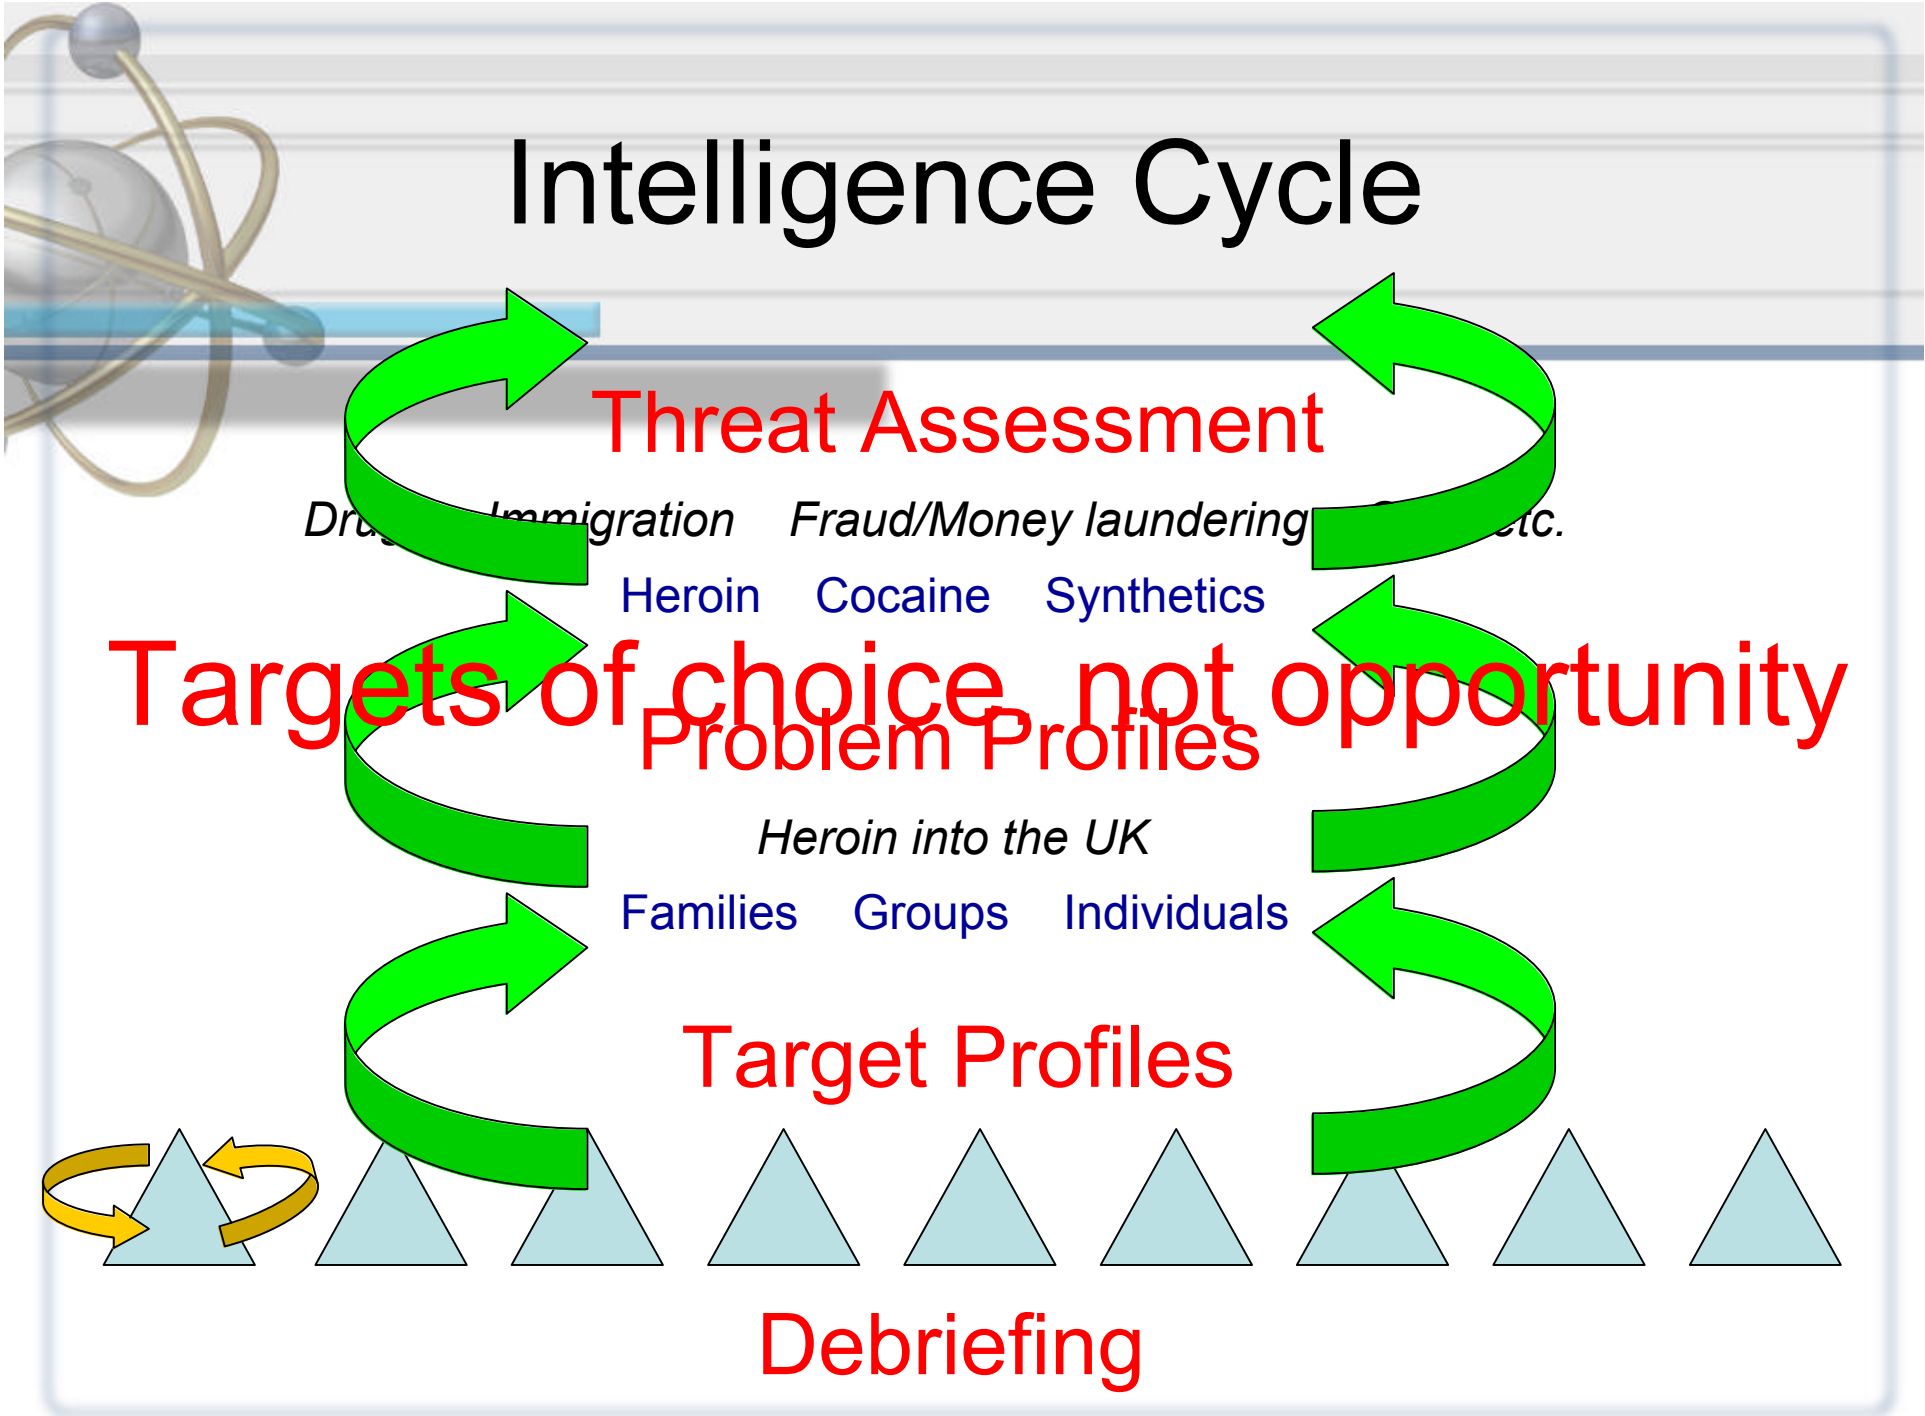 Intelligence Cycle
Threat Assessment
Immigration Fraud/Money laundering etc.
Heroin Cocaine Synthetics
Targets of choice, not opportunity
Problem Profiles
Heroin into the UK
Families Groups Individuals
Target Profiles
Debriefing